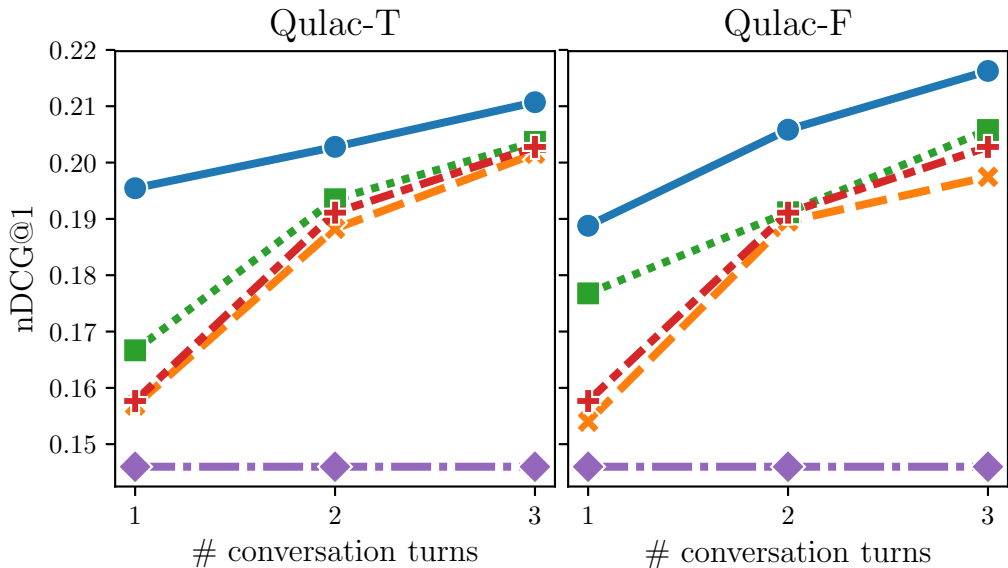 Qulac-T
Qulac-F
nDCG@1
0.22
0.21
0.20
0.19
0.18
0.17
0.16
0.15
1 2 3
1 2 3
# conversation turns
# conversation turns